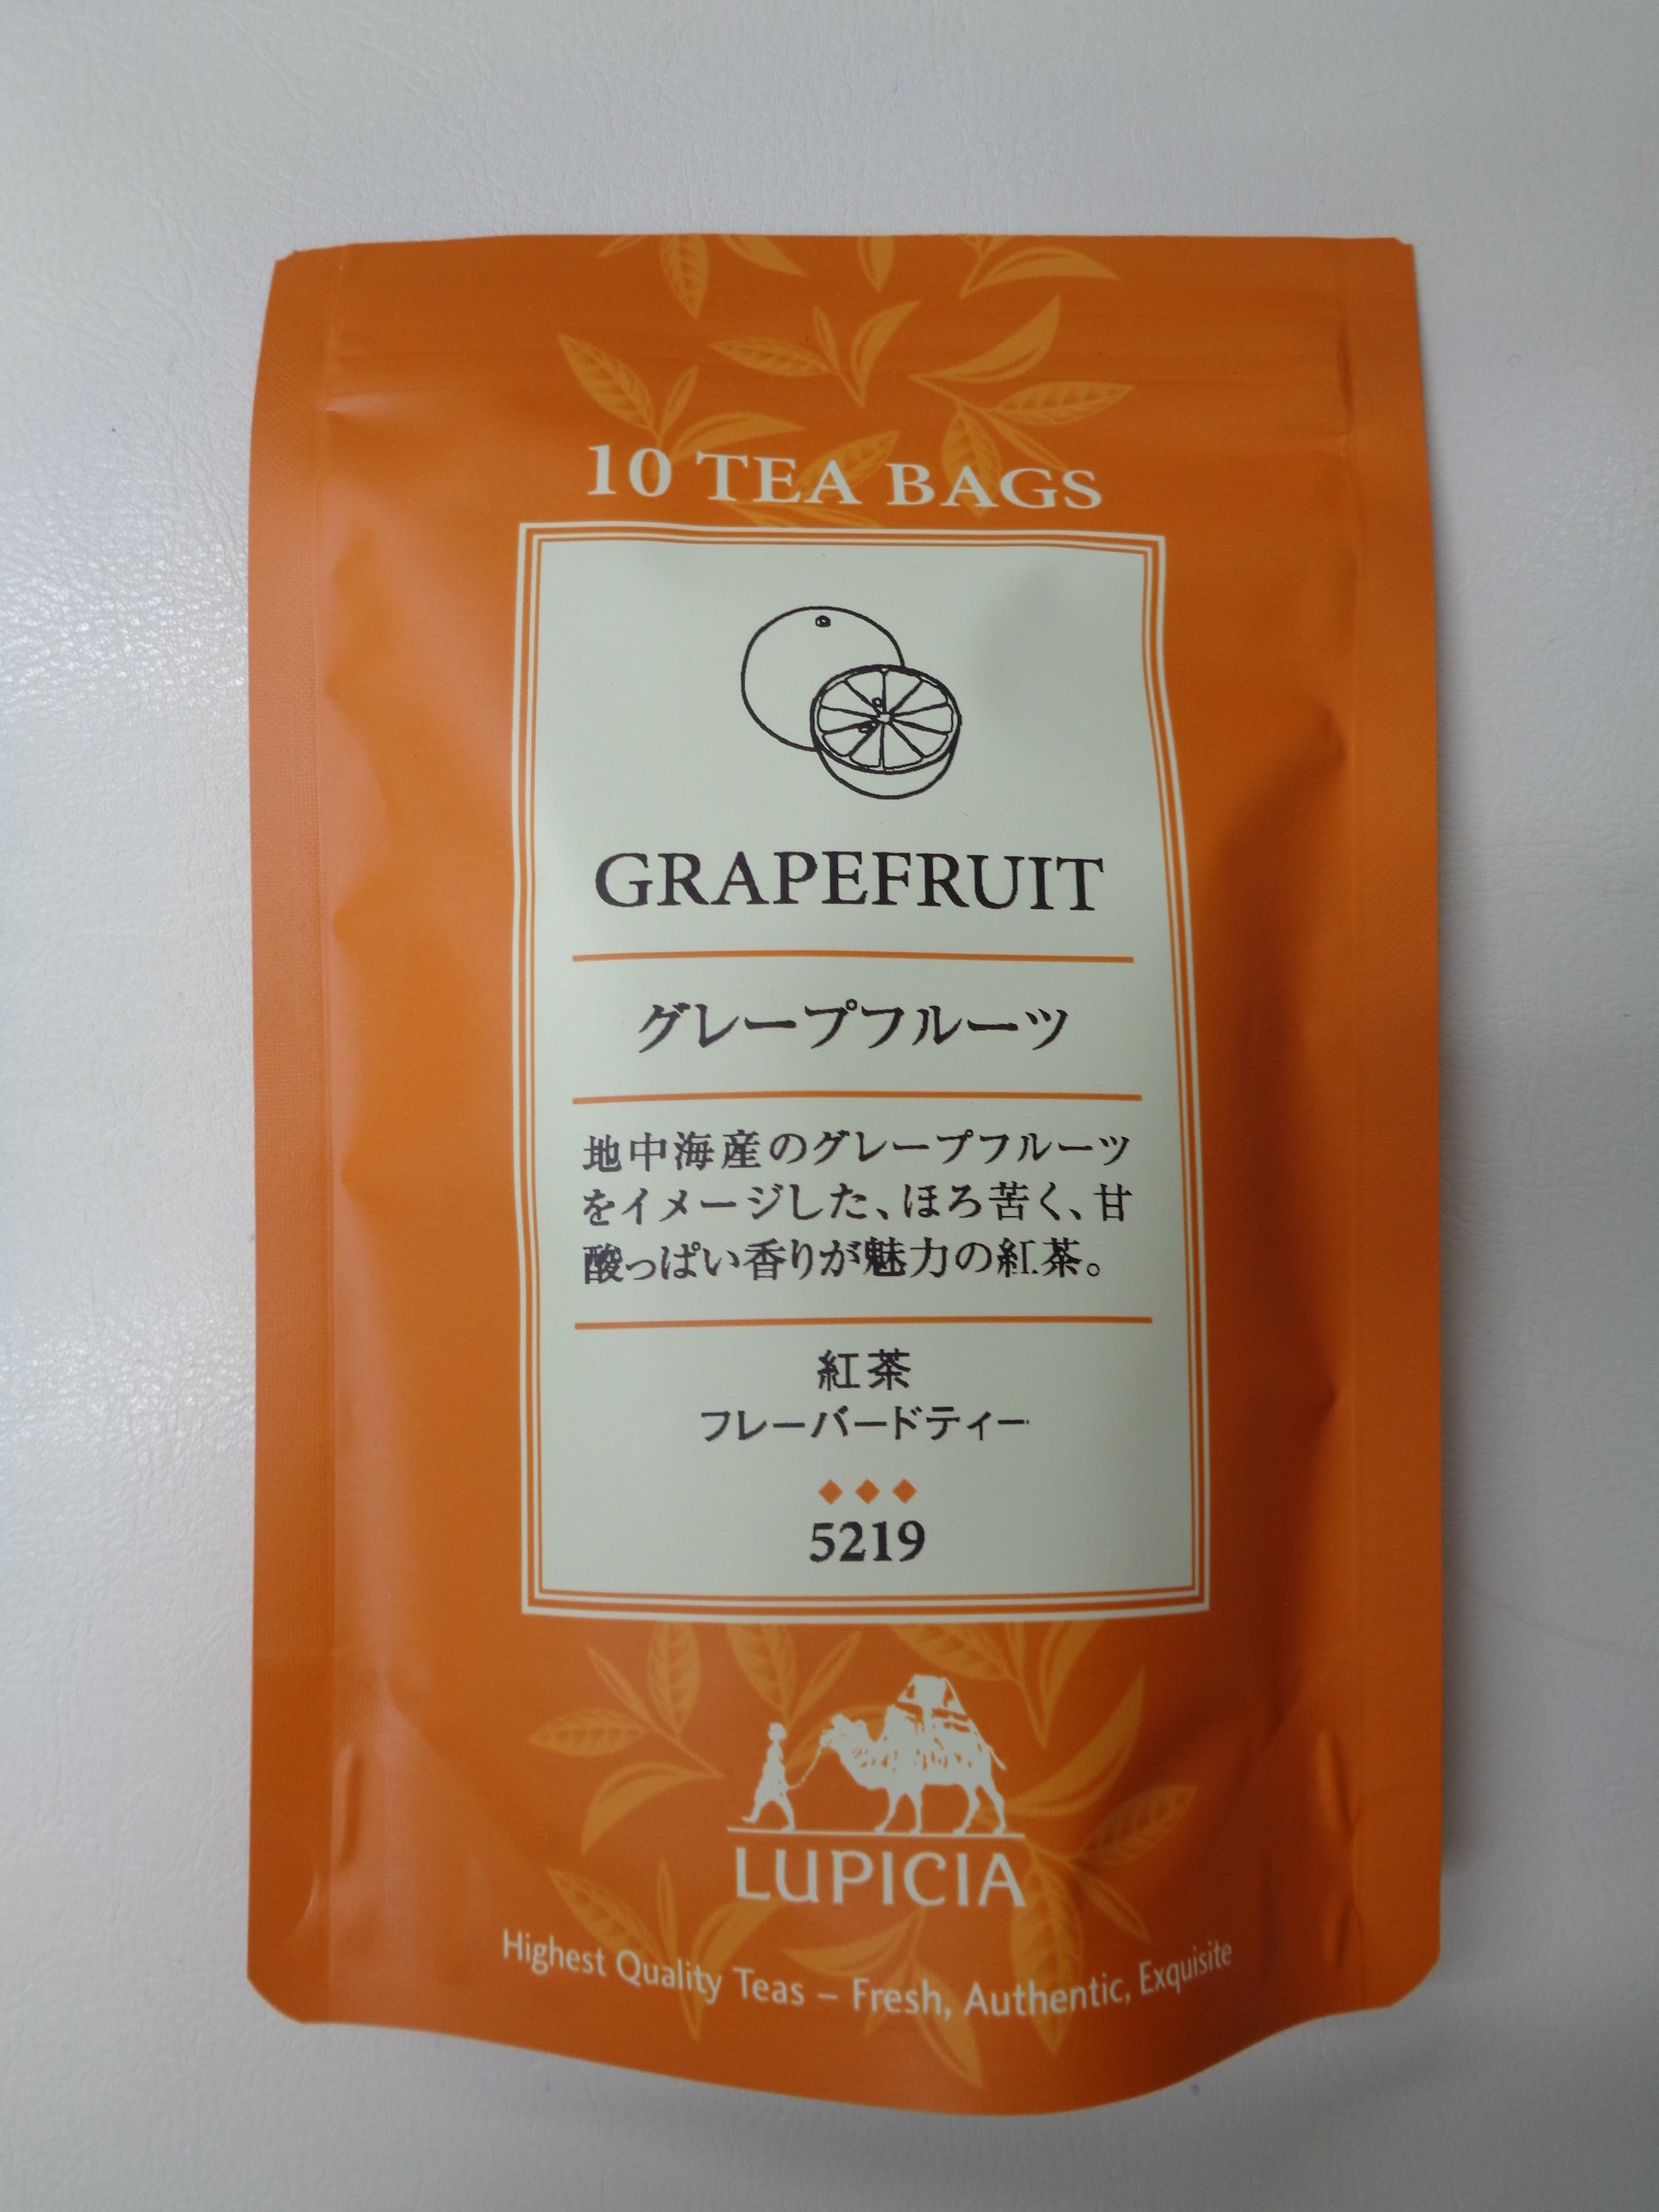 10 TEA BAGS
GRAPEFRUIT
グレープフルーツ
地中海産のグレープフルーツ
をイメージした、ほろ苦く、甘
酸っぱい香りが魅力の紅茶。
紅茶
フレーバードティー
5219
LUPICIA
Highest Quality Teas – Fresh, Authentic, Exquisite